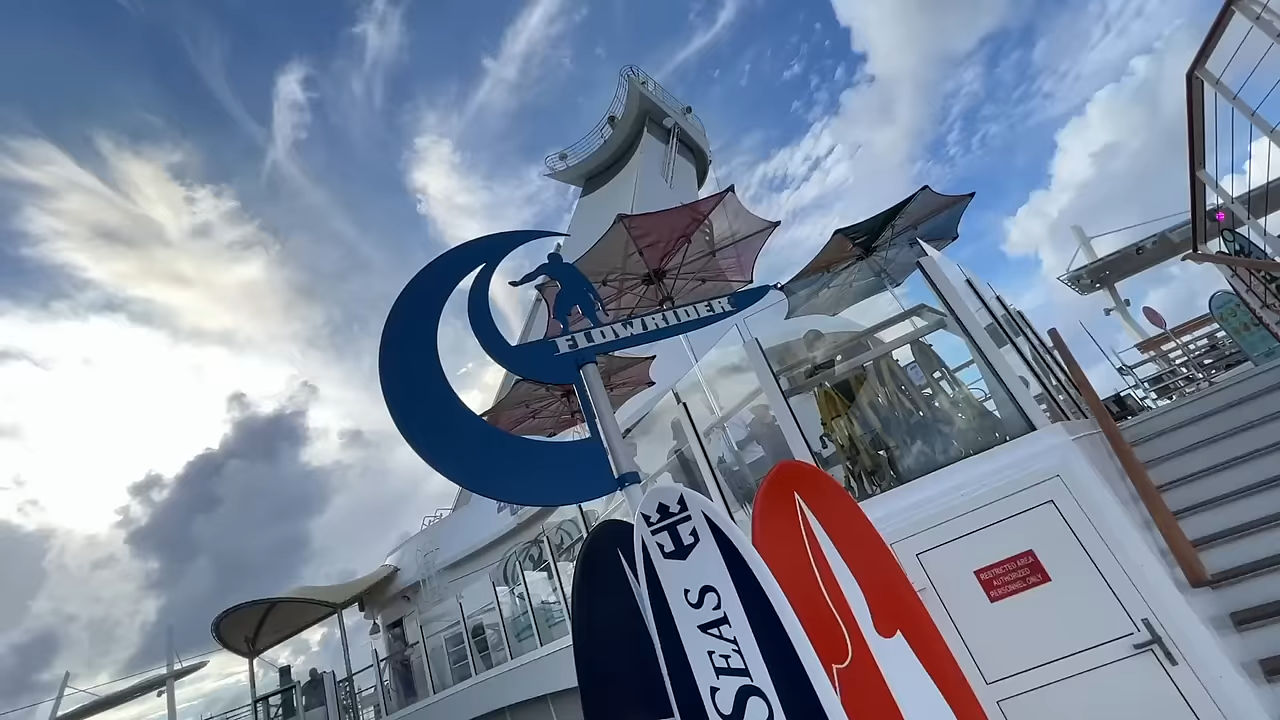 FLOWRIDER
SEAS
RESTRICTED AREA
AUTHORIZED
PERSONNEL ONLY